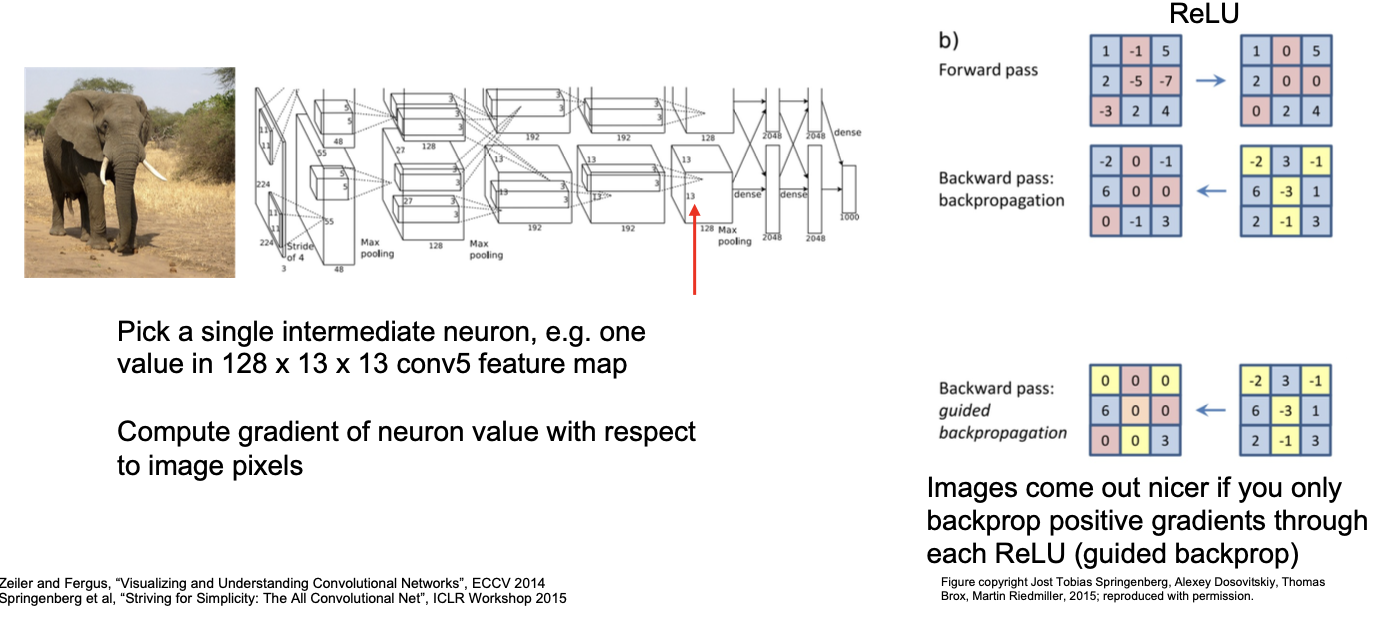 ReLU
b)
Forward pass
1 -1 5
2 -5 -7
-3 2 4
1 0 5
2 0 0
0 2 4
Backward pass:
backpropagation
-2 0 -1
6 0 0
0 -1 3
-2 3 -1
6 -3 1
2 -1 3
Backward pass:
guided
backpropagation
0 0 0
6 0 0
0 0 3
-2 3 -1
6 -3 1
2 -1 3
Images come out nicer if you only
backprop positive gradients through
each ReLU (guided backprop)
Figure copyright Jost Tobias Springenberg, Alexey Dosovitskiy, Thomas
Brox, Martin Riedmiller, 2015; reproduced with permission.
11
11
224
11
11
224
3
Stride
of 4
5
5
48
55
5
5
55
48
Max
pooling
3
3
128
27
3
3
27
3
3
128
Max
pooling
3
3
192
13
3
3
13
192
3
3
192
13
3
3
13
192
128
13
13
128
Max
pooling
2048
2048
dense
dense
dense
2048
2048
1000
Pick a single intermediate neuron, e.g. one
value in 128 x 13 x 13 conv5 feature map
Compute gradient of neuron value with respect
to image pixels
Zeiler and Fergus, “Visualizing and Understanding Convolutional Networks”, ECCV 2014
Springenberg et al, “Striving for Simplicity: The All Convolutional Net”, ICLR Workshop 2015